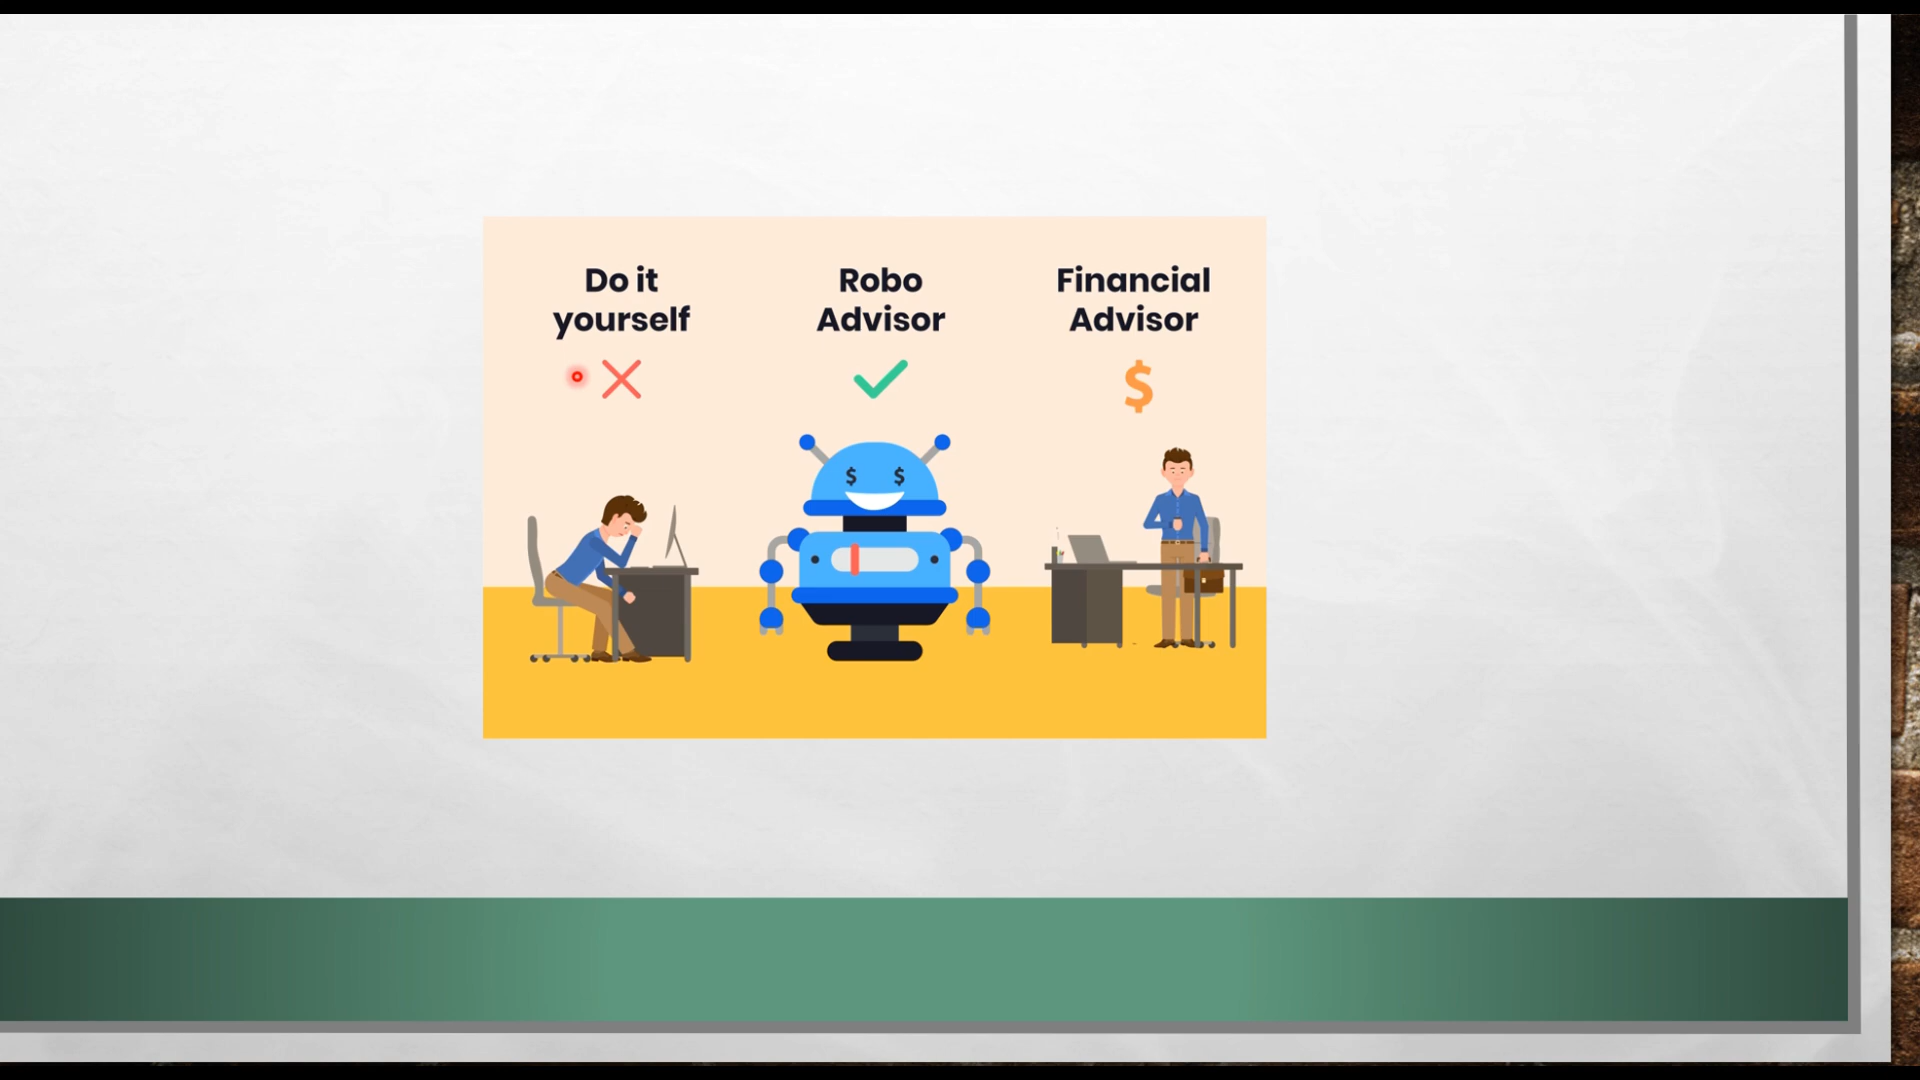 Do it
yourself
Robo
Advisor
Financial
Advisor
$
$ $